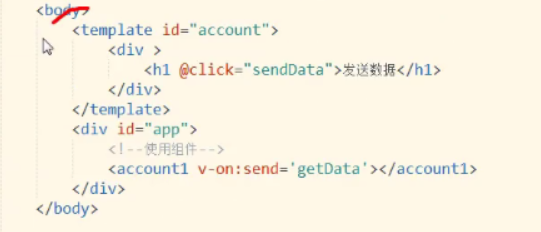 <body>
<template id="account">
<div >
<h1 @click="sendData">发送数据</h1>
</div>
</template>
<div id="app">
<!--使用组件-->
<account1 v-on:send='getData'></account1>
</div>
</body>